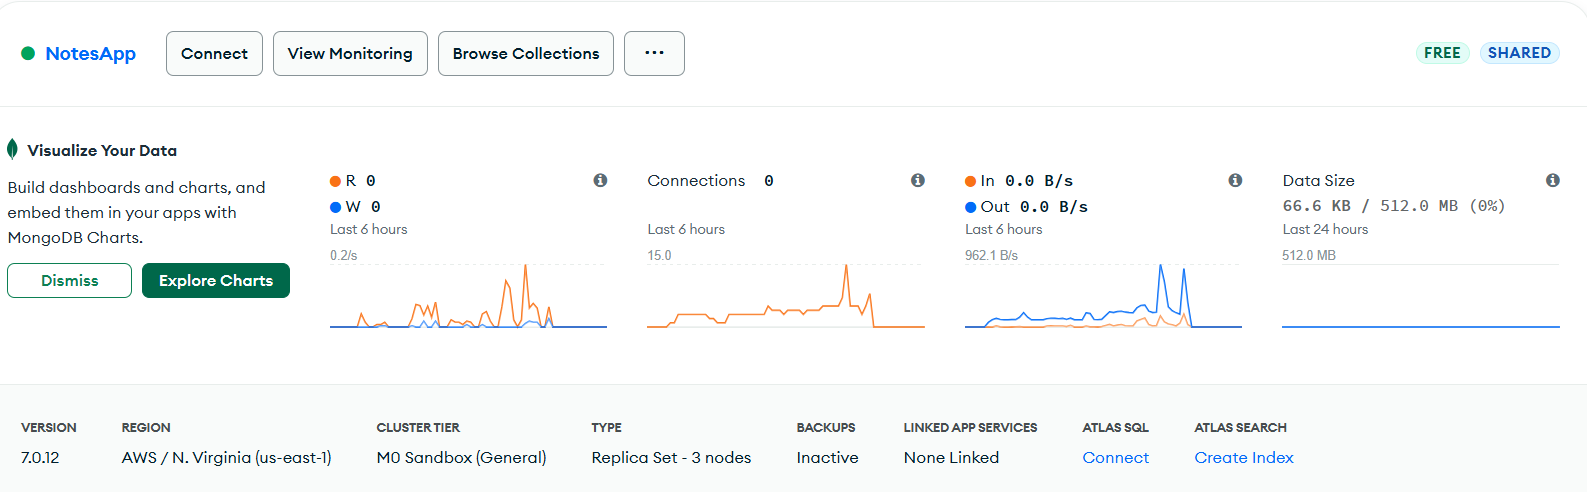 NotesApp
Connect
View Monitoring
Browse Collections
...
FREE
SHARED
Visualize Your Data
Build dashboards and charts, and
embed them in your apps with
MongoDB Charts.
Dismiss
Explore Charts
R 0
W 0
Last 6 hours
0.2/s
Connections 0
Last 6 hours
15.0
In 0.0 B/s
Out 0.0 B/s
Last 6 hours
962.1 B/s
Data Size
66.6 KB / 512.0 MB (0%)
Last 24 hours
512.0 MB
VERSION
7.0.12
REGION
AWS / N. Virginia (us-east-1)
CLUSTER TIER
M0 Sandbox (General)
TYPE
Replica Set - 3 nodes
BACKUPS
Inactive
LINKED APP SERVICES
None Linked
ATLAS SQL
Connect
ATLAS SEARCH
Create Index